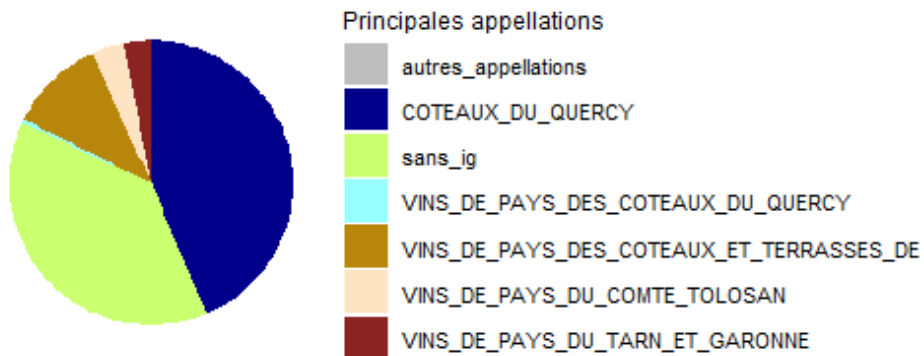 Principales appellations
autres_appellations
COTEAUX_DU_QUERCY
sans_ig
VINS_DE_PAYS_DES_COTEAUX_DU_QUERCY
VINS_DE_PAYS_DES_COTEAUX_ET_TERRASSES_DE
VINS_DE_PAYS_DU_COMTE_TOLOSAN
VINS_DE_PAYS_DU_TARN_ET_GARONNE